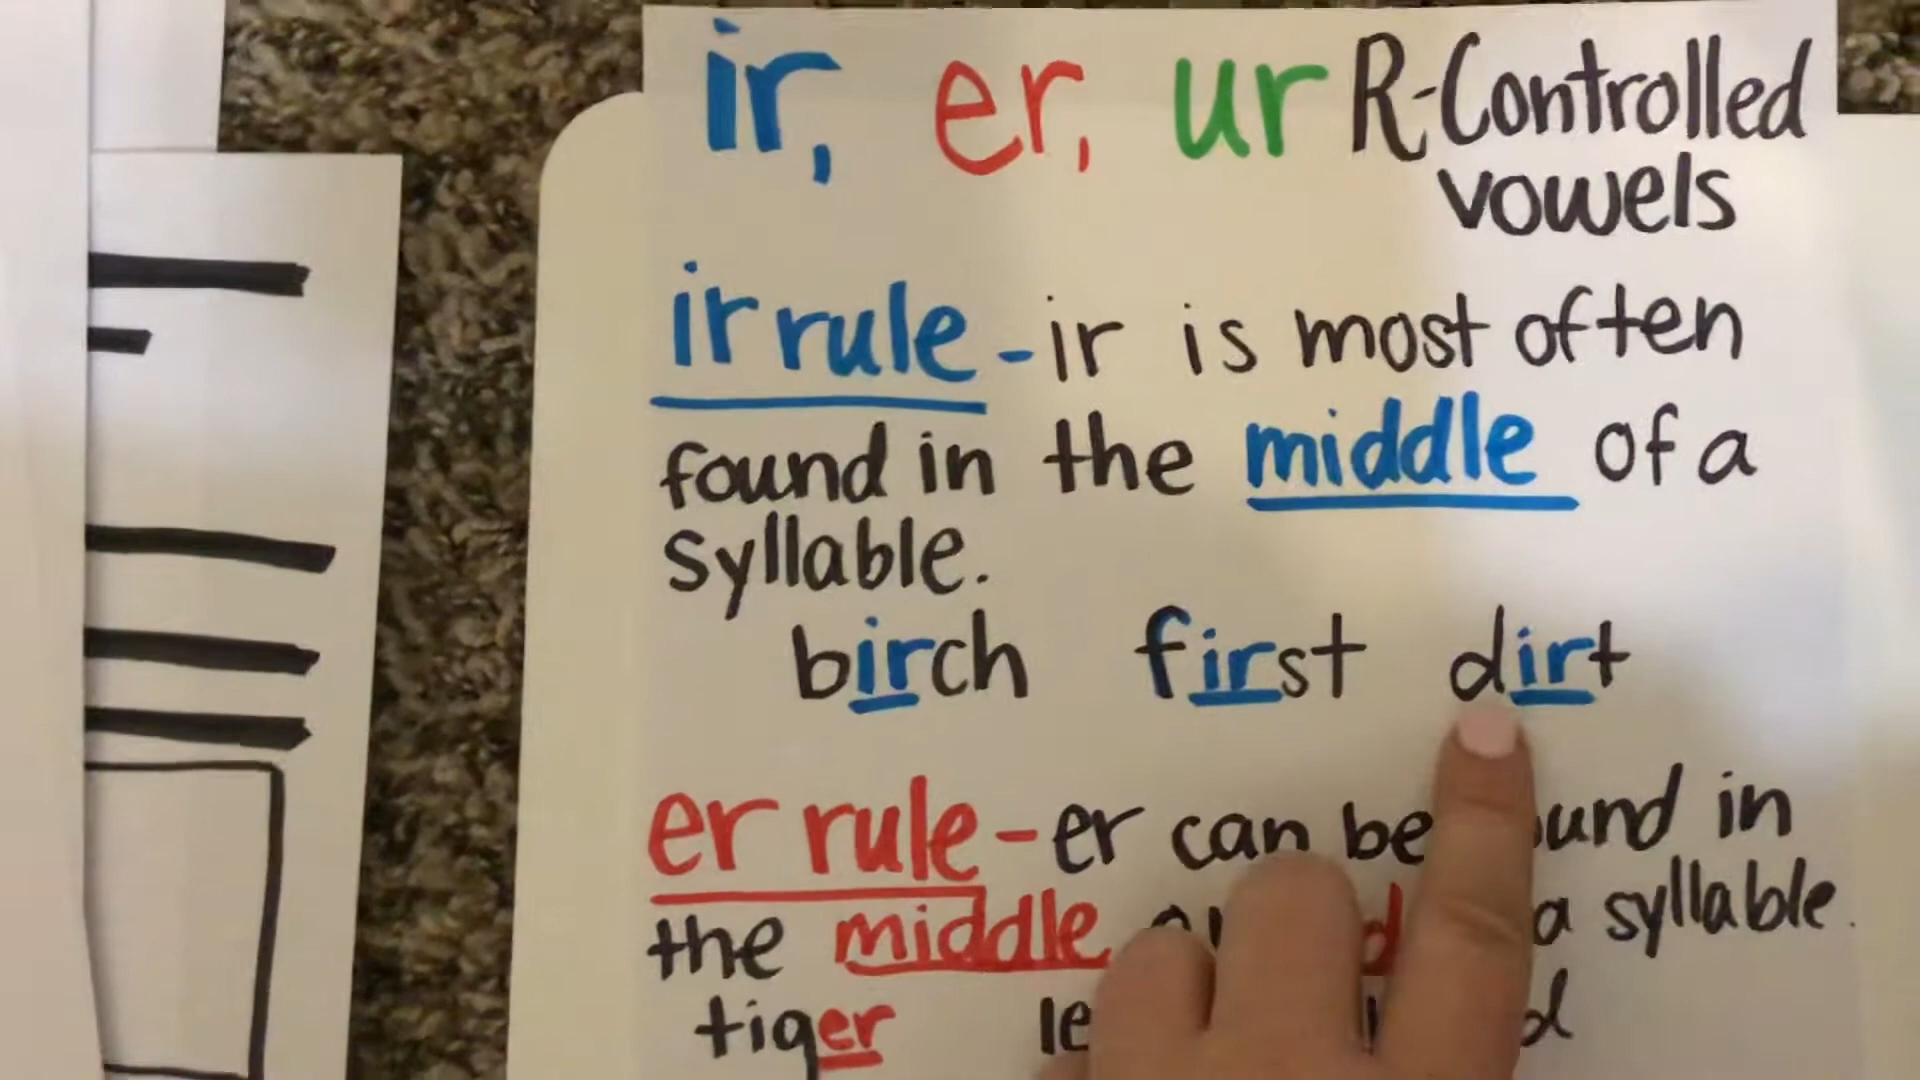 ir, er, ur R-Controlled
vowels
ir rule - ir is most often
found in the middle of a
syllable.
birch first dirt
er rule - er can be in
the middle a syllable.
tiger